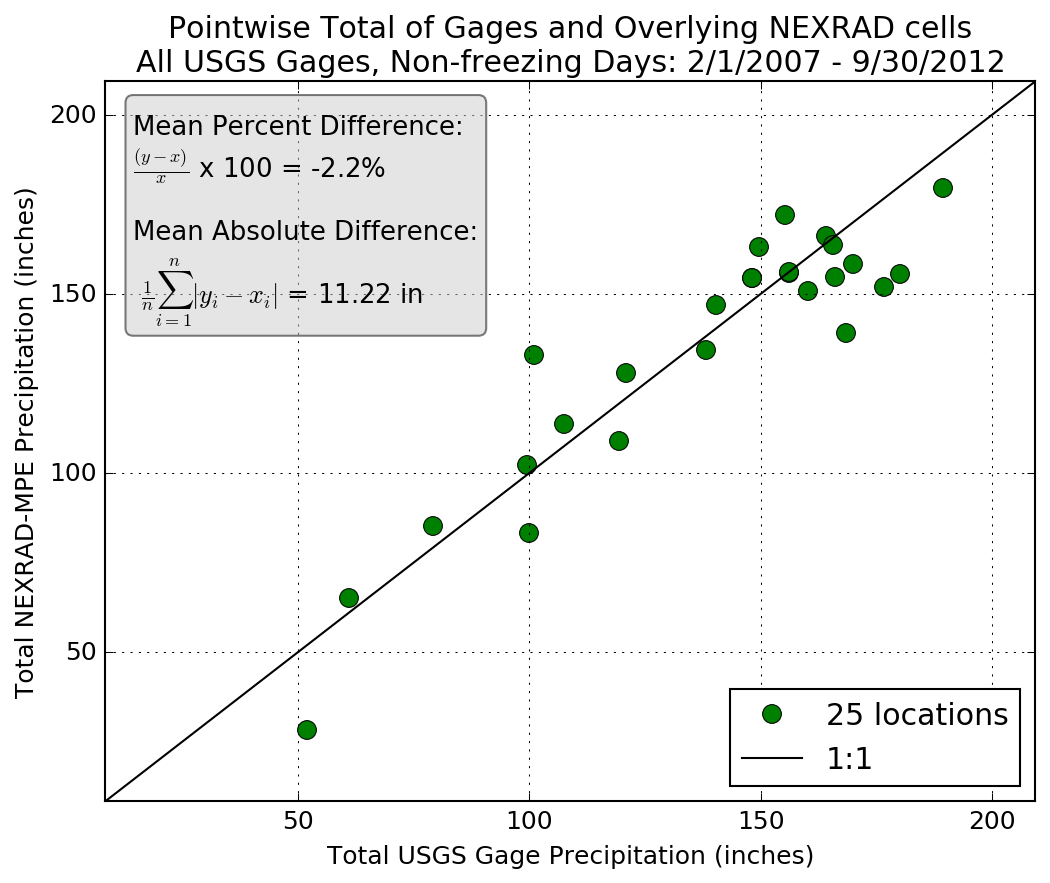 Pointwise Total of Gages and Overlying NEXRAD cells
All USGS Gages, Non-freezing Days: 2/1/2007 - 9/30/2012
Mean Percent Difference:
(y − x)/x x 100 = -2.2%
Mean Absolute Difference:
1/n ∑_{i=1}^{n} |y_i − x_i| = 11.22 in
Total NEXRAD-MPE Precipitation (inches)
200
150
100
50
50 100 150 200
Total USGS Gage Precipitation (inches)
25 locations
1:1